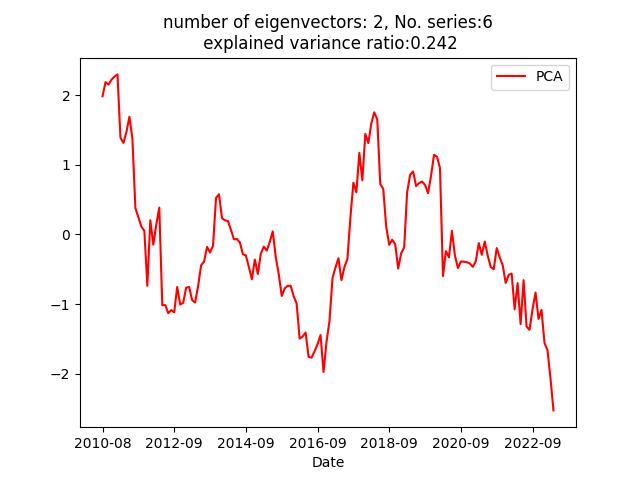 number of eigenvectors: 2, No. series:6
explained variance ratio:0.242
PCA
2
1
0
−1
−2
2010-08 2012-09 2014-09 2016-09 2018-09 2020-09 2022-09
Date